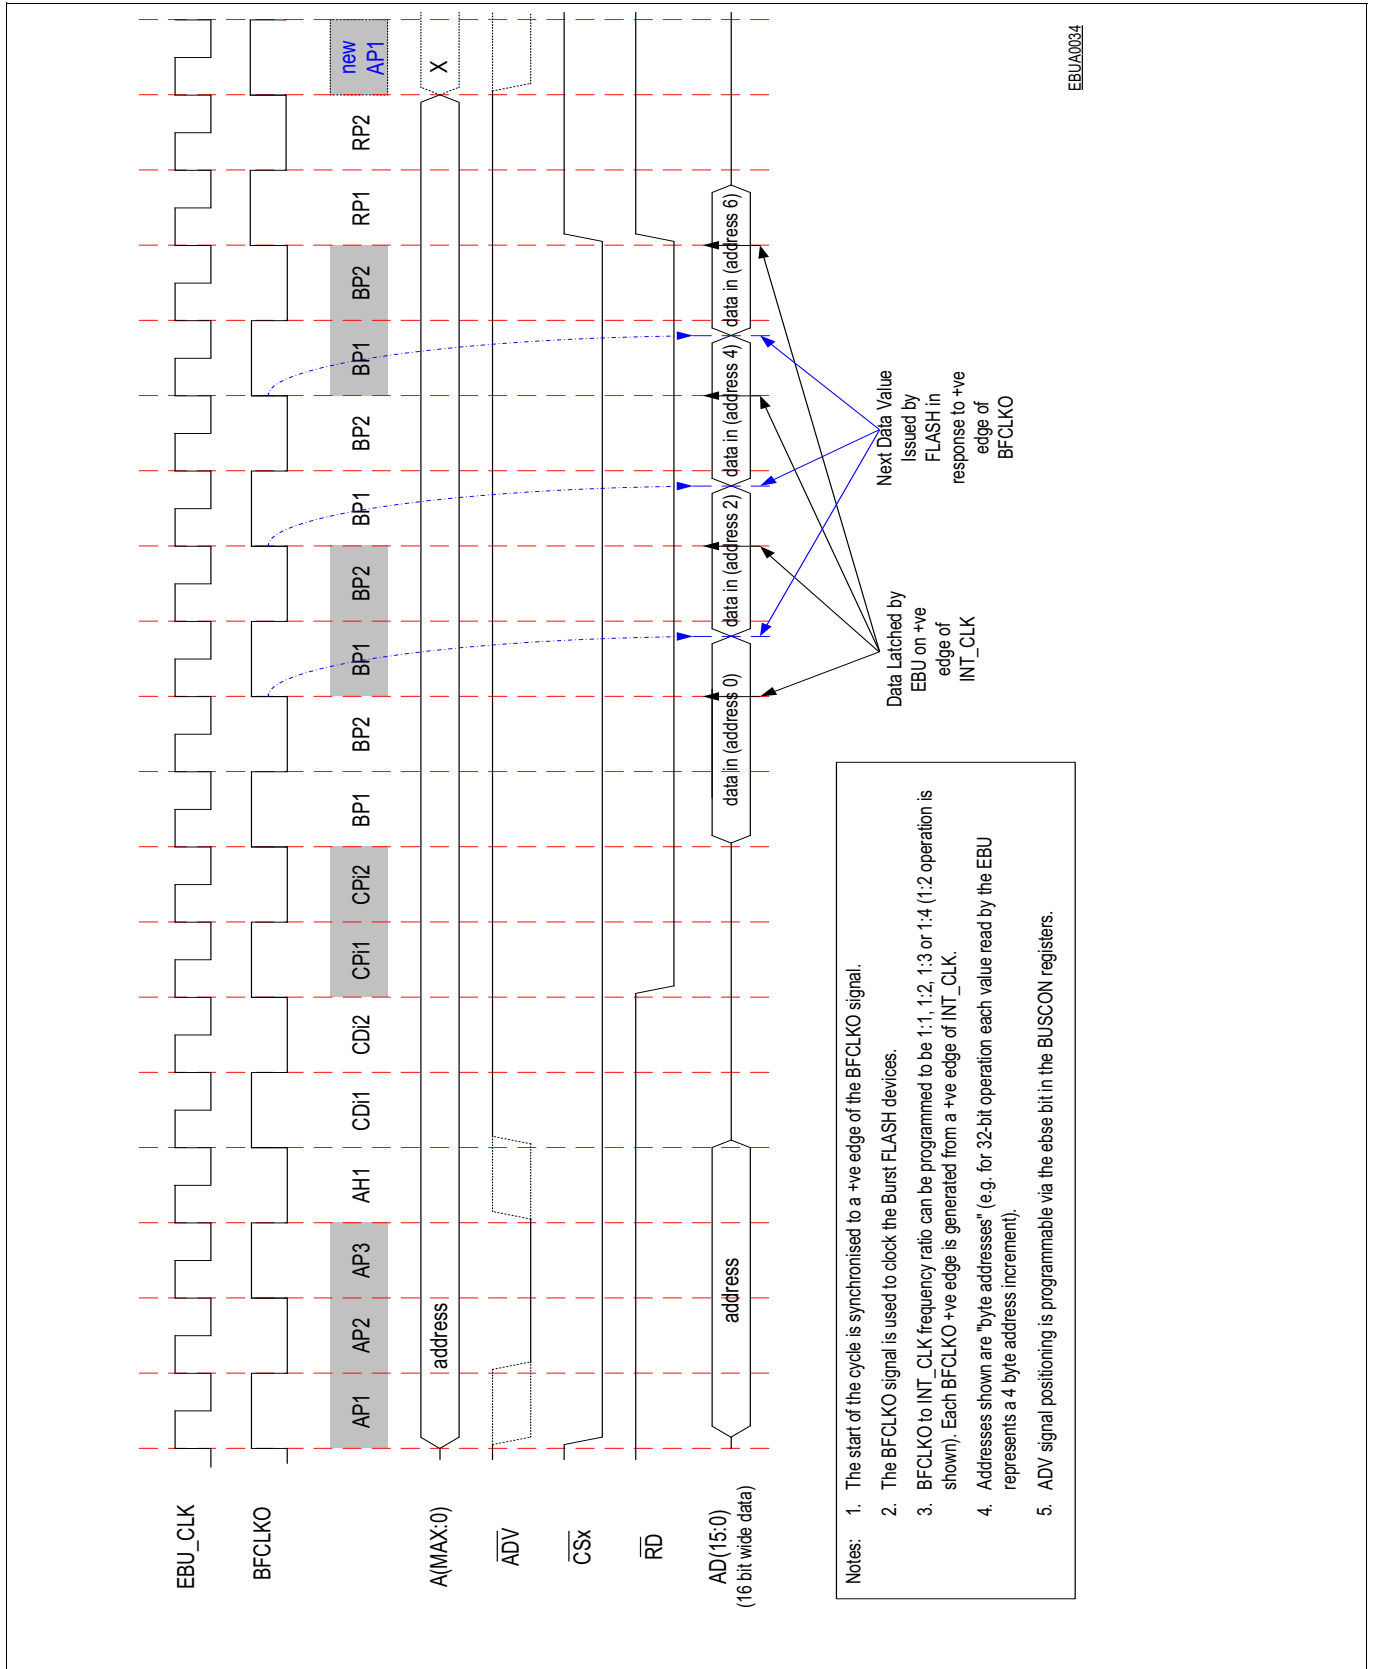 EBU_CLK
BFCLKO
AP1 AP2 AP3 AH1 CDi1 CDi2 CPi1 CPi2 BP1 BP2 BP1 BP2 BP1 BP2 BP1 BP2 RP1 RP2 new AP1
A(MAX:0) address X
ADV
CSx
RD
AD(15:0)
(16 bit wide data)
address data in (address 0) data in (address 2) data in (address 4) data in (address 6)
Data Latched by
EBU on +ve
edge of
INT_CLK
Next Data Value
Issued by
FLASH in
response to +ve
edge of
BFCLKO
Notes: 1. The start of the cycle is synchronised to a +ve edge of the BFCLKO signal.
2. The BFCLKO signal is used to clock the Burst FLASH devices.
3. BFCLKO to INT_CLK frequency ratio can be programmed to be 1:1, 1:2, 1:3 or 1:4 (1:2 operation is
shown). Each BFCLKO +ve edge is generated from a +ve edge of INT_CLK.
4. Addresses shown are "byte addresses" (e.g. for 32-bit operation each value read by the EBU
represents a 4 byte address increment).
5. ADV signal positioning is programmable via the ebse bit in the BUSCON registers.
EBUA0034